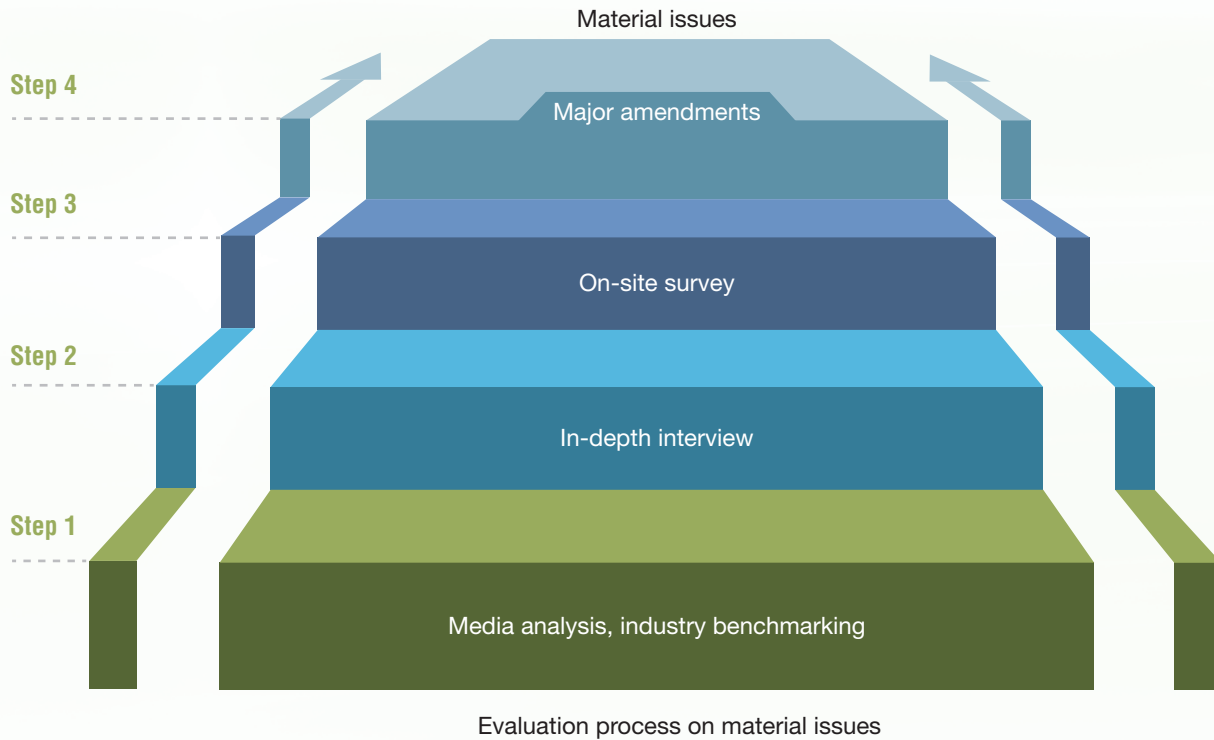 Material issues
Step 4
Major amendments
Step 3
On-site survey
Step 2
In-depth interview
Step 1
Media analysis, industry benchmarking
Evaluation process on material issues